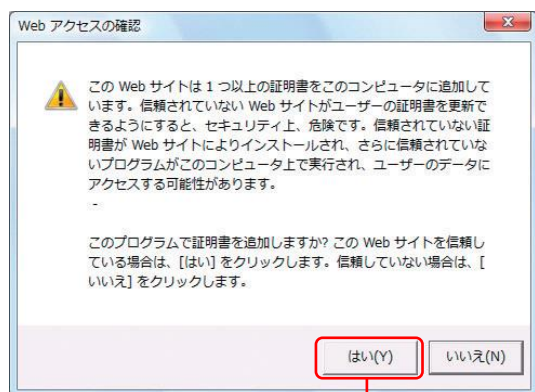 Web アクセスの確認
この Web サイトは 1 つ以上の証明書をこのコンピュータに追加して
います。信頼されていない Web サイトがユーザーの証明書を更新で
きるようにすると、セキュリティ上、危険です。信頼されていない証
明書が Web サイトによりインストールされ、さらに信頼されていな
いプログラムがこのコンピュータ上で実行され、ユーザーのデータに
アクセスする可能性があります。
-
このプログラムで証明書を追加しますか? この Web サイトを信頼し
ている場合は、[はい] をクリックします。信頼していない場合は、[
いいえ] をクリックします。
はい(Y) いいえ(N)